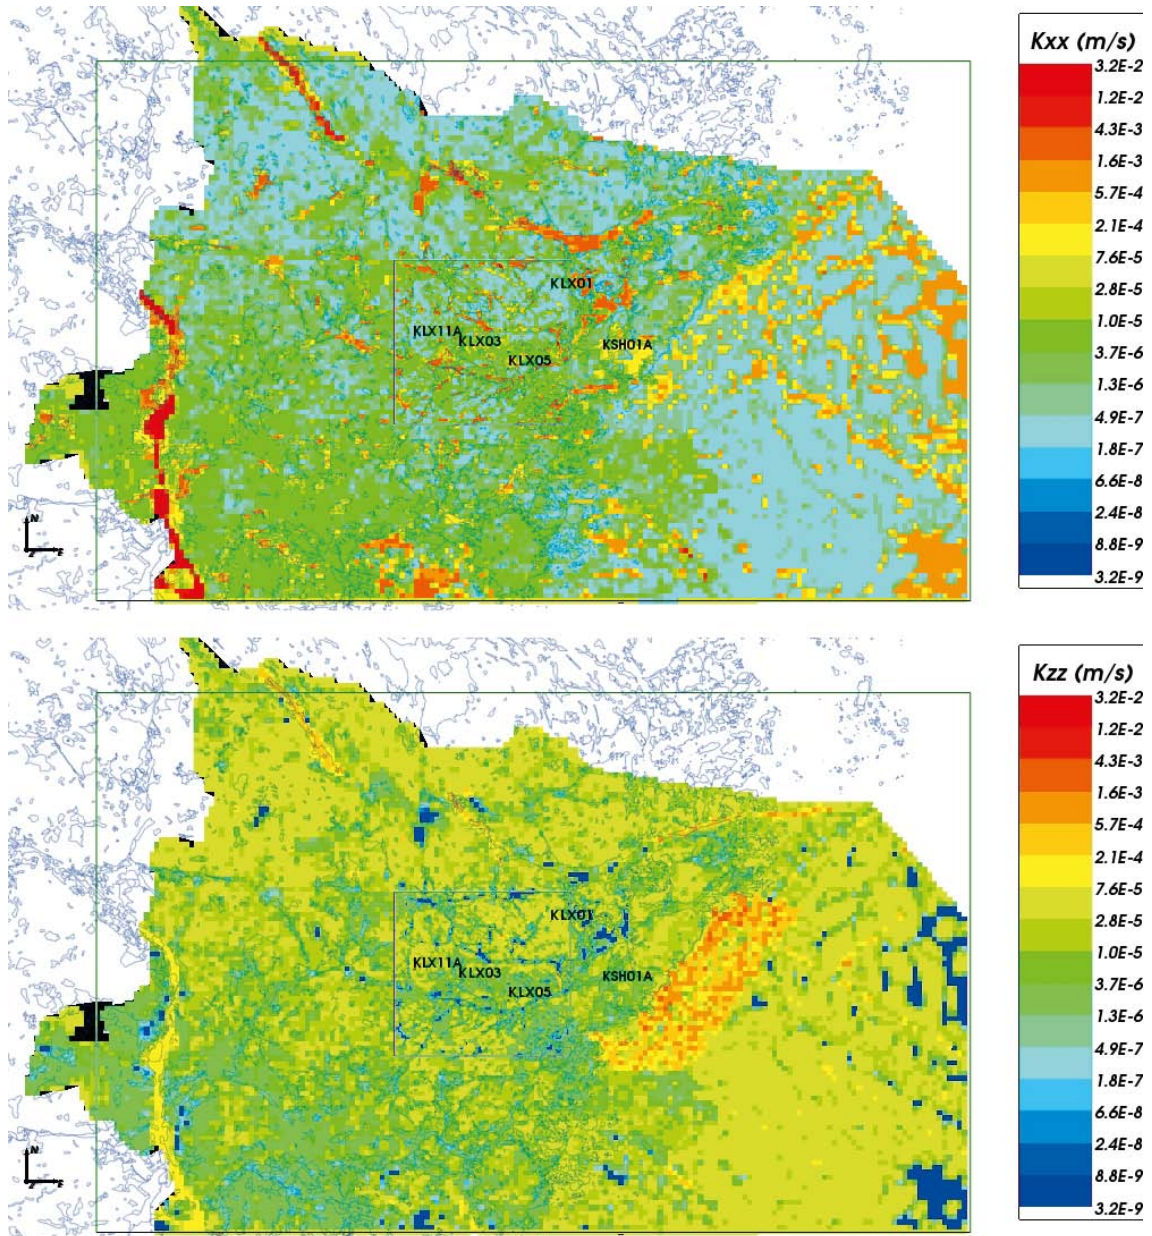 Kxx (m/s)
3.2E-2
1.2E-2
4.3E-3
1.6E-3
5.7E-4
2.1E-4
7.6E-5
2.8E-5
1.0E-5
3.7E-6
1.3E-6
4.9E-7
1.8E-7
6.6E-8
2.4E-8
8.8E-9
3.2E-9
KLX01
KLX11A
KLX03
KSH01A
KLX05
N
Kzz (m/s)
3.2E-2
1.2E-2
4.3E-3
1.6E-3
5.7E-4
2.1E-4
7.6E-5
2.8E-5
1.0E-5
3.7E-6
1.3E-6
4.9E-7
1.8E-7
6.6E-8
2.4E-8
8.8E-9
3.2E-9
KLX01
KLX11A
KLX03
KSH01A
KLX05
N